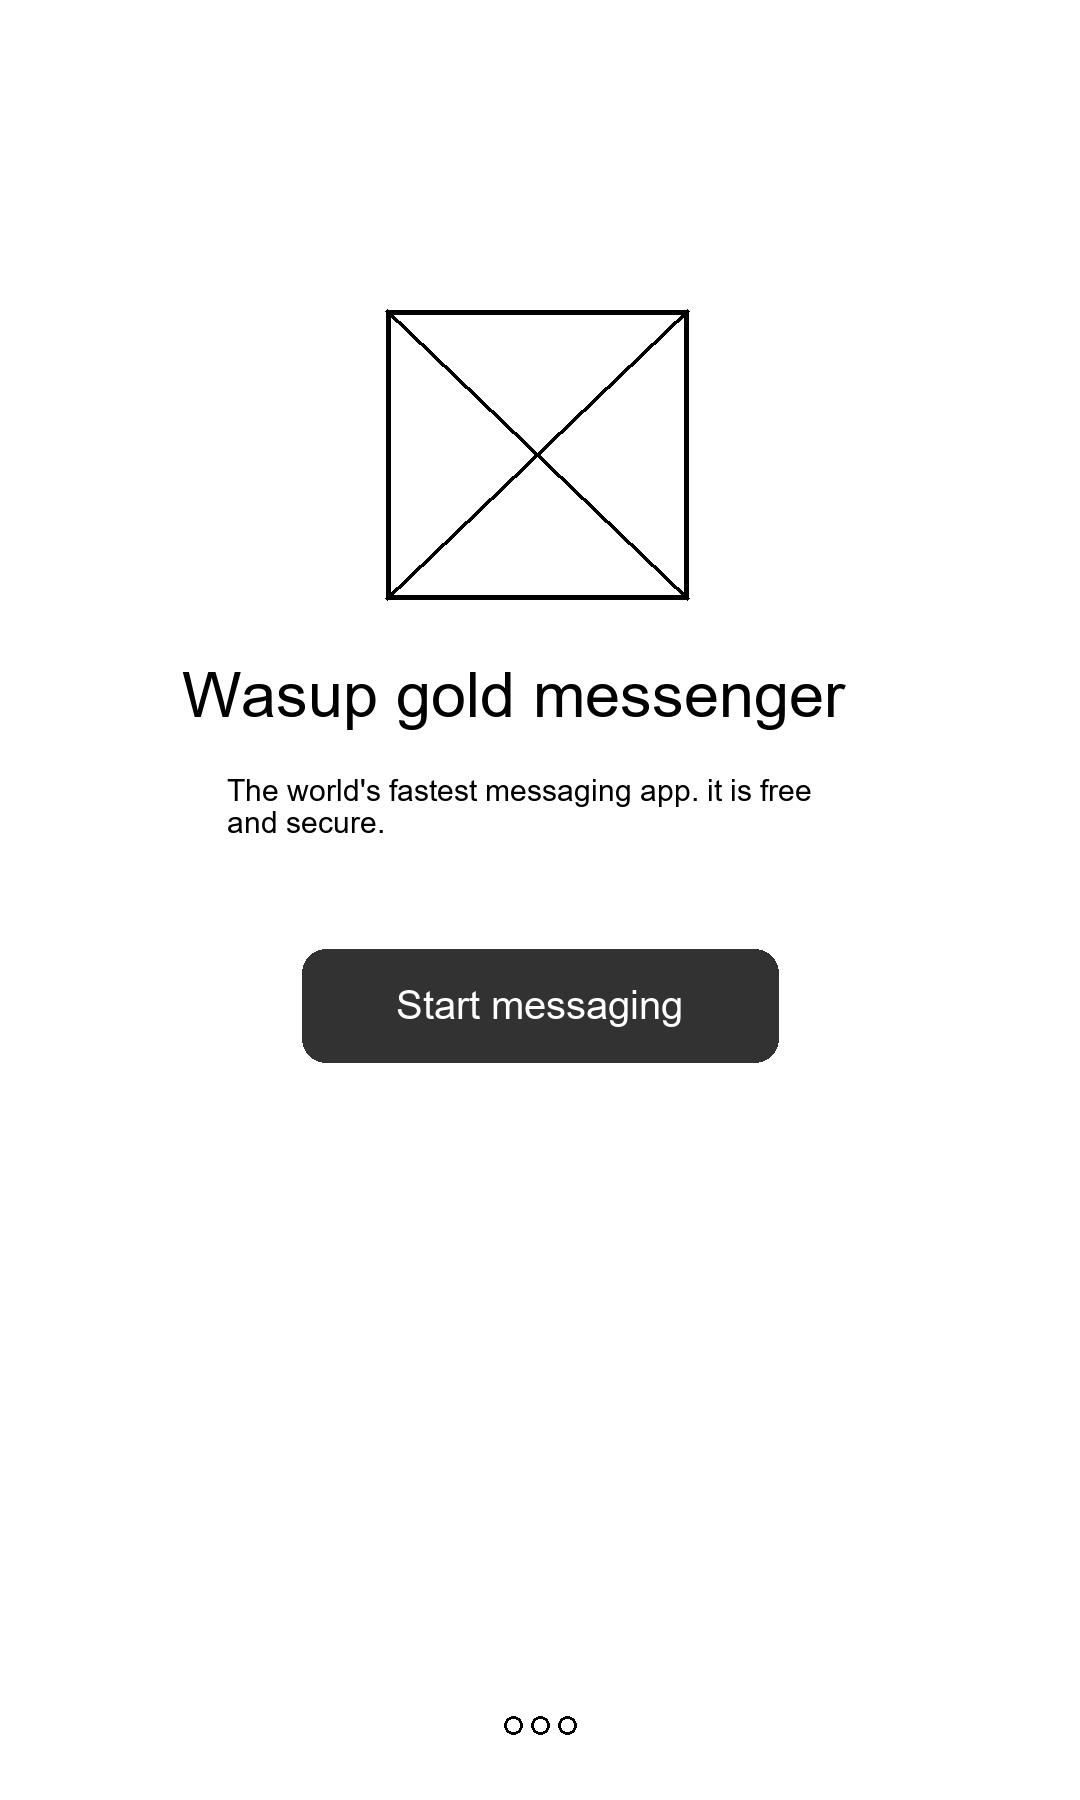 Wasup gold messenger
The world's fastest messaging app. it is free
and secure.
Start messaging